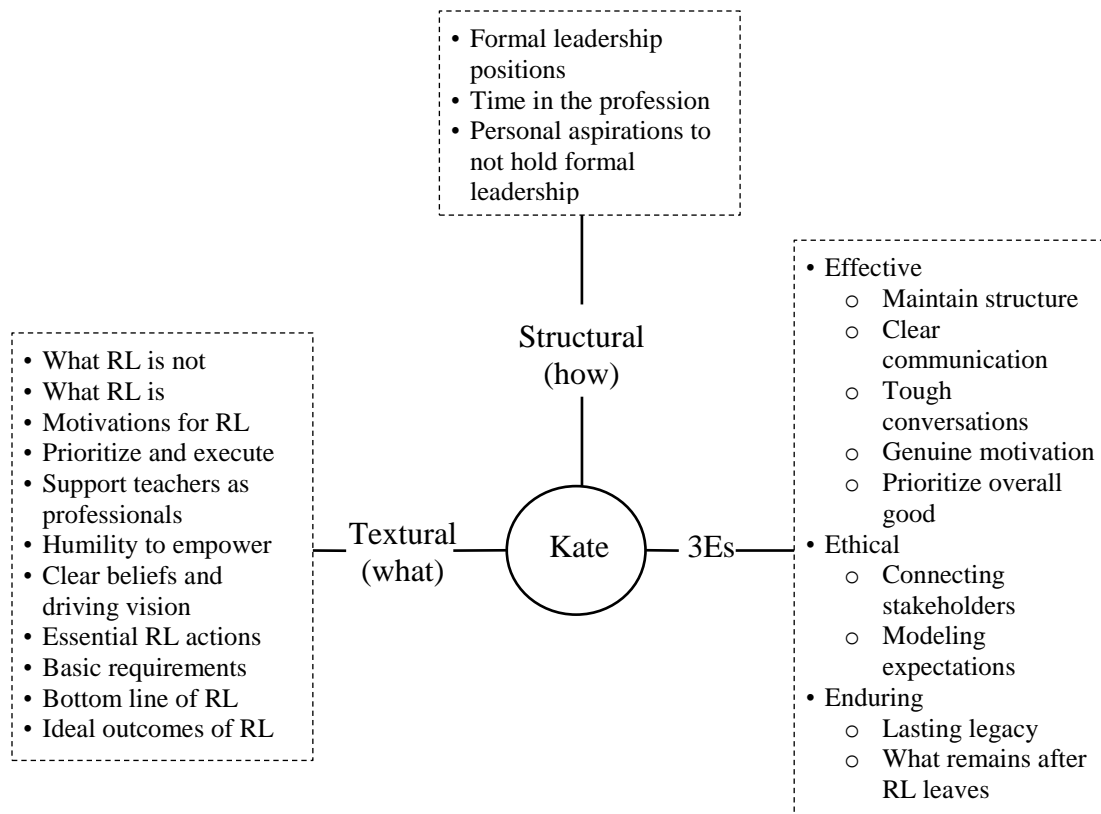 • Formal leadership
positions
• Time in the profession
• Personal aspirations to
not hold formal
leadership
Structural
(how)
• What RL is not
• What RL is
• Motivations for RL
• Prioritize and execute
• Support teachers as
professionals
• Humility to empower
• Clear beliefs and
driving vision
• Essential RL actions
• Basic requirements
• Bottom line of RL
• Ideal outcomes of RL
Textural
(what)
Kate
3Es
• Effective
o Maintain structure
o Clear
communication
o Tough
conversations
o Genuine motivation
o Prioritize overall
good
• Ethical
o Connecting
stakeholders
o Modeling
expectations
• Enduring
o Lasting legacy
o What remains after
RL leaves